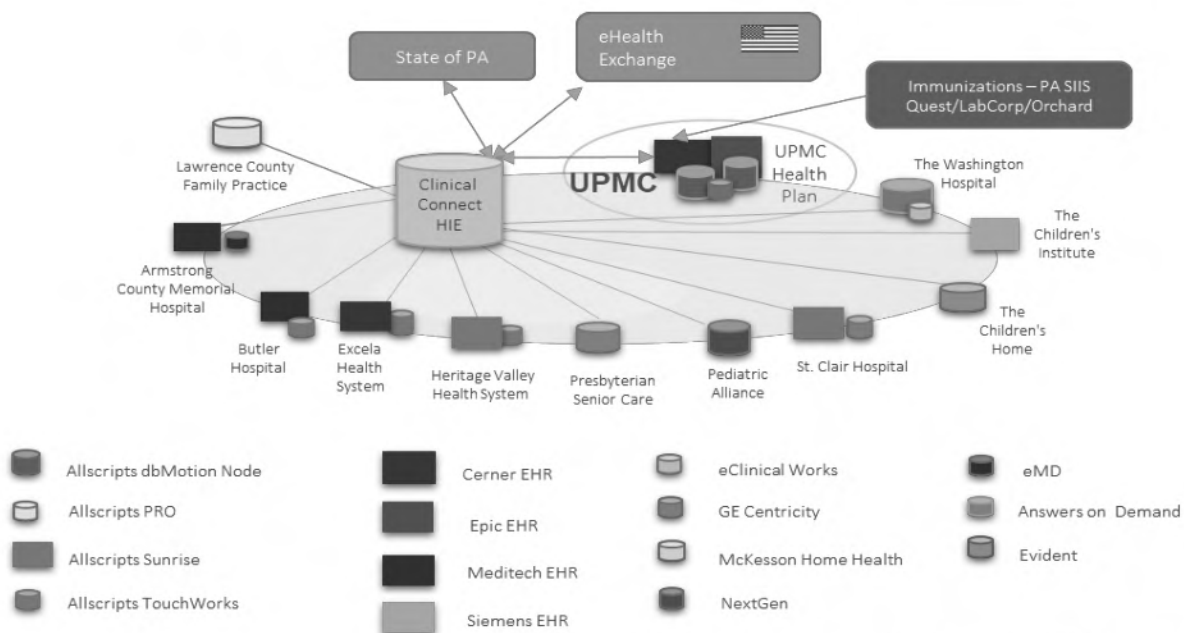 State of PA
eHealth
Exchange
Immunizations – PA SIIS
Quest/LabCorp/Orchard
Lawrence County
Family Practice
Clinical
Connect
HIE
UPMC
UPMC
Health
Plan
The Washington
Hospital
The
Children's
Institute
Armstrong
County Memorial
Hospital
Butler
Hospital
Excela
Health
System
Heritage Valley
Health System
Presbyterian
Senior Care
Pediatric
Alliance
St. Clair Hospital
The
Children's
Home
Allscripts dbMotion Node
Allscripts PRO
Allscripts Sunrise
Allscripts TouchWorks
Cerner EHR
Epic EHR
Meditech EHR
Siemens EHR
eClinical Works
GE Centricity
McKesson Home Health
NextGen
eMD
Answers on Demand
Evident